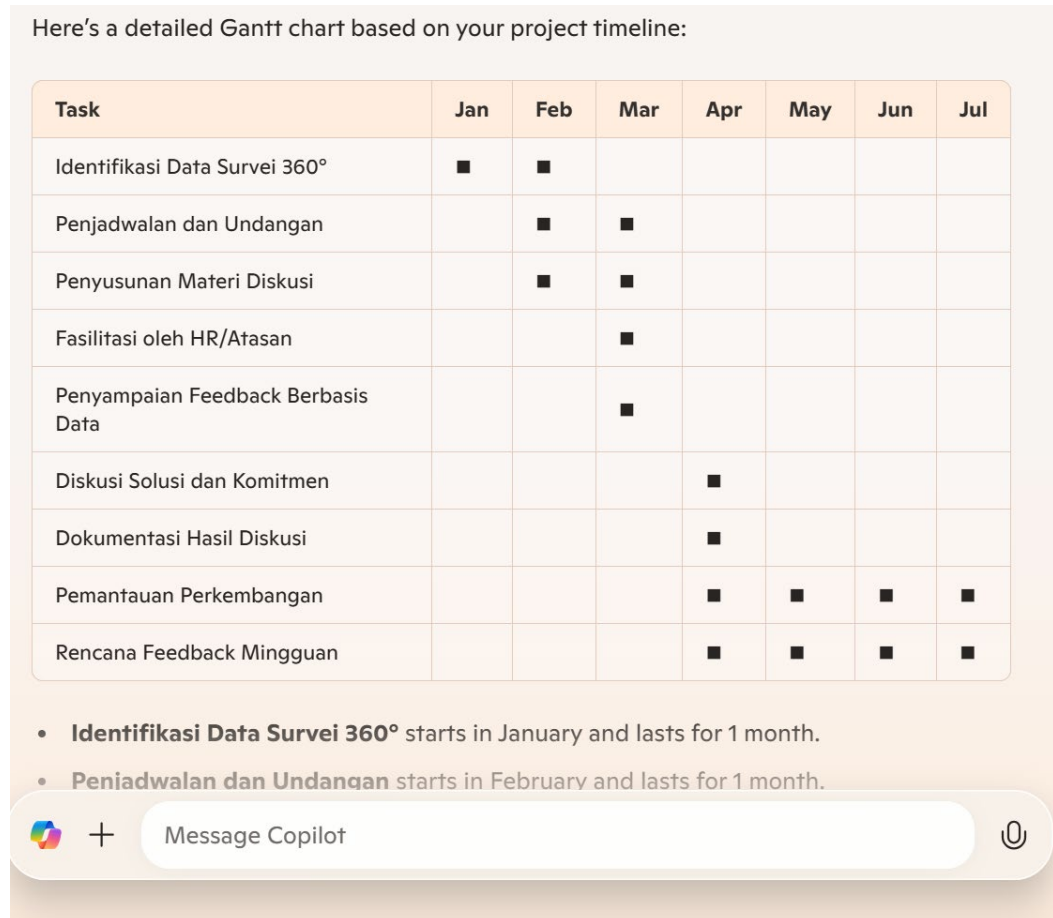 Here's a detailed Gantt chart based on your project timeline:
Task Jan Feb Mar Apr May Jun Jul
Identifikasi Data Survei 360° ■ ■
Penjadwalan dan Undangan ■ ■
Penyusunan Materi Diskusi ■ ■
Fasilitasi oleh HR/Atasan ■
Penyampaian Feedback Berbasis
Data ■
Diskusi Solusi dan Komitmen ■
Dokumentasi Hasil Diskusi ■
Pemantauan Perkembangan ■ ■ ■ ■
Rencana Feedback Mingguan ■ ■ ■ ■
• Identifikasi Data Survei 360° starts in January and lasts for 1 month.
• Penjadwalan dan Undangan starts in February and lasts for 1 month.
Message Copilot